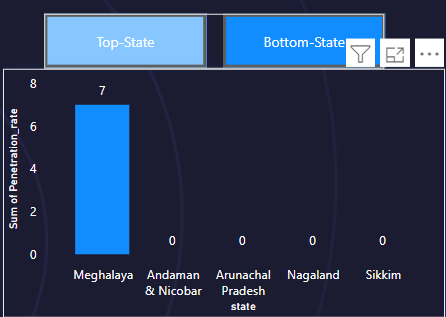 Top-State
Bottom-State
Sum of Penetration_rate
8
6
4
2
0
7
0
0
0
0
Meghalaya
Andaman
& Nicobar
Arunachal
Pradesh
Nagaland
Sikkim
state